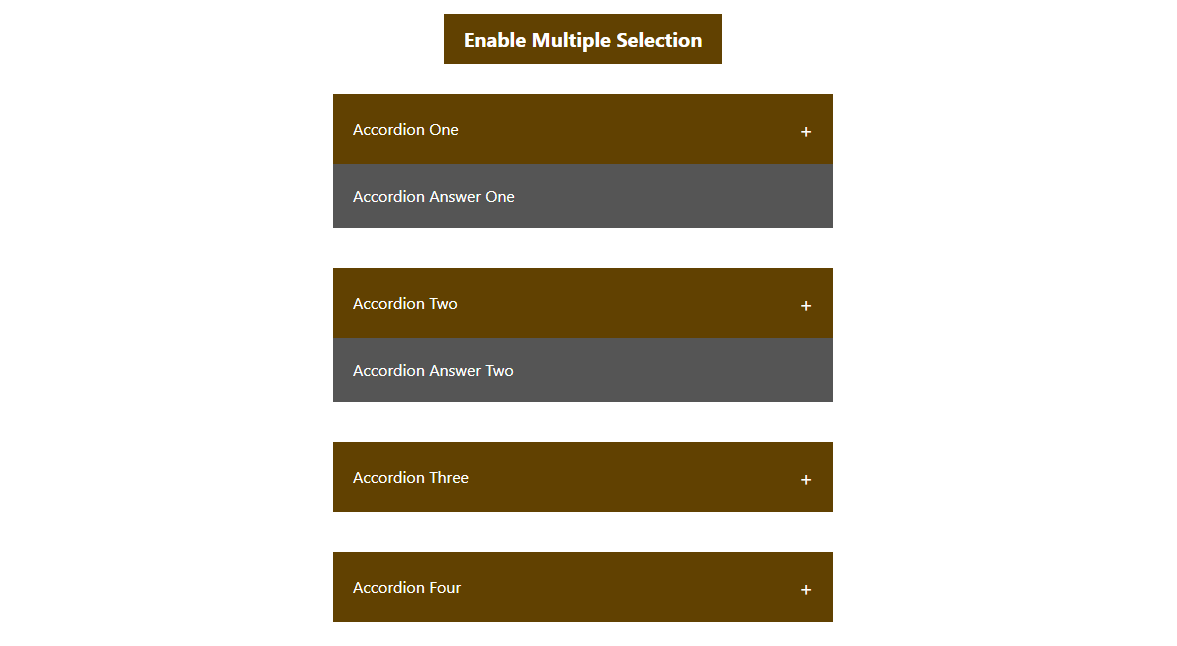 Enable Multiple Selection
Accordion One +
Accordion Answer One
Accordion Two +
Accordion Answer Two
Accordion Three +
Accordion Four +